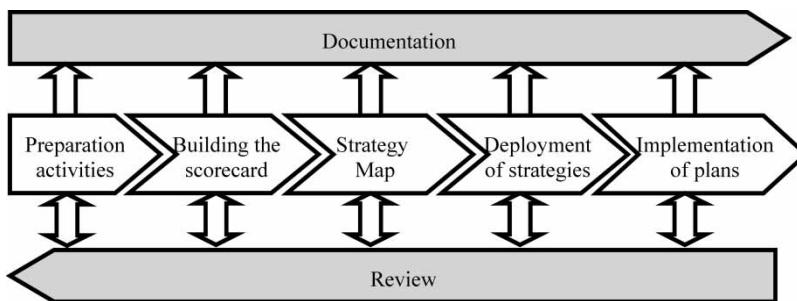 Documentation
Preparation
activities
Building the
scorecard
Strategy
Map
Deployment
of strategies
Implementation
of plans
Review